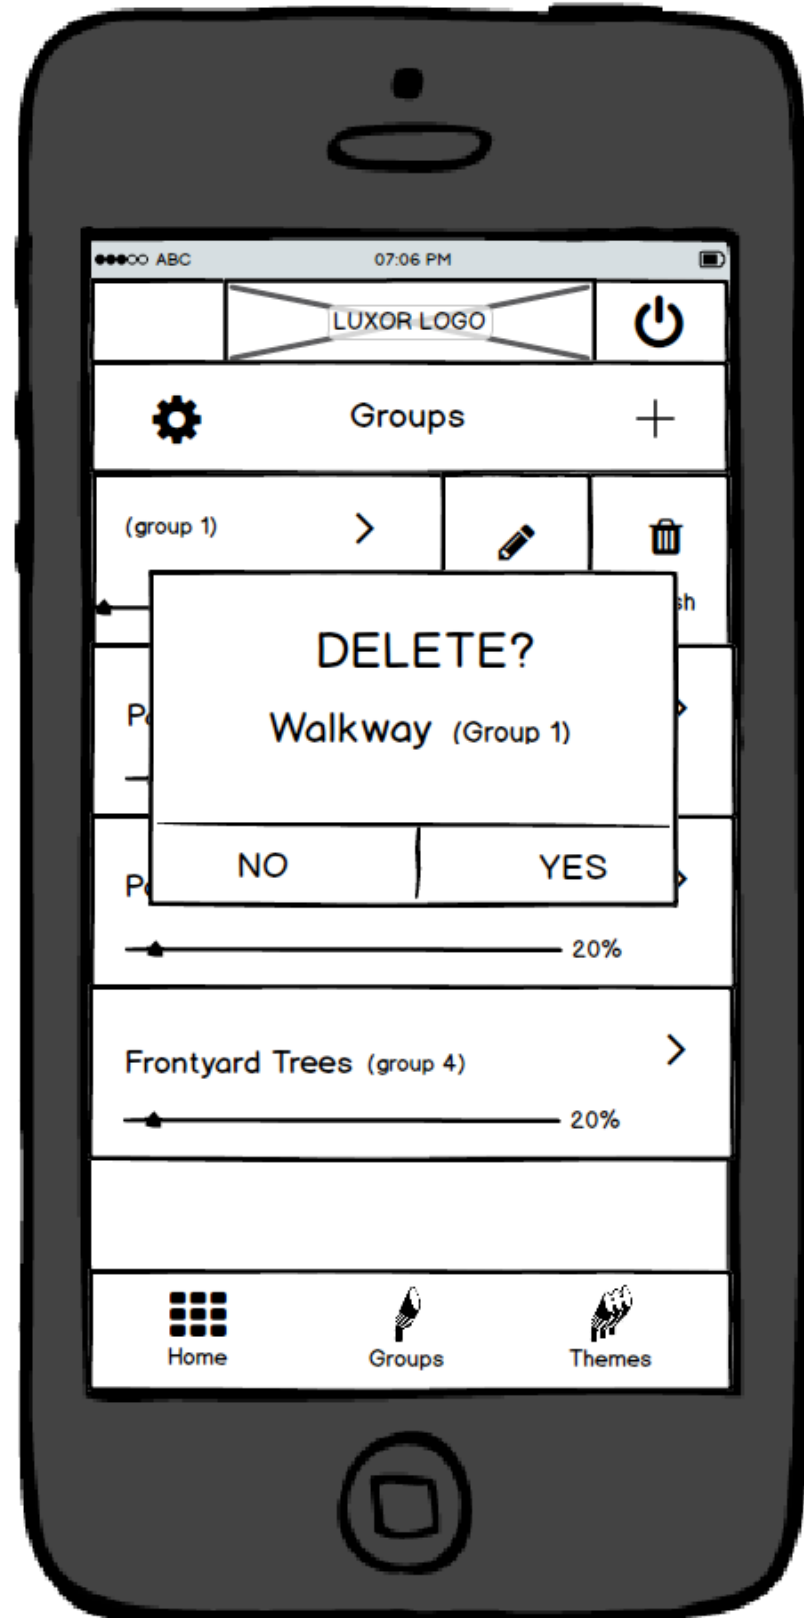 ABC 07:06 PM
LUXOR LOGO
Groups
(group 1)
DELETE?
Walkway (Group 1)
NO YES
20%
Frontyard Trees (group 4)
20%
Home Groups Themes